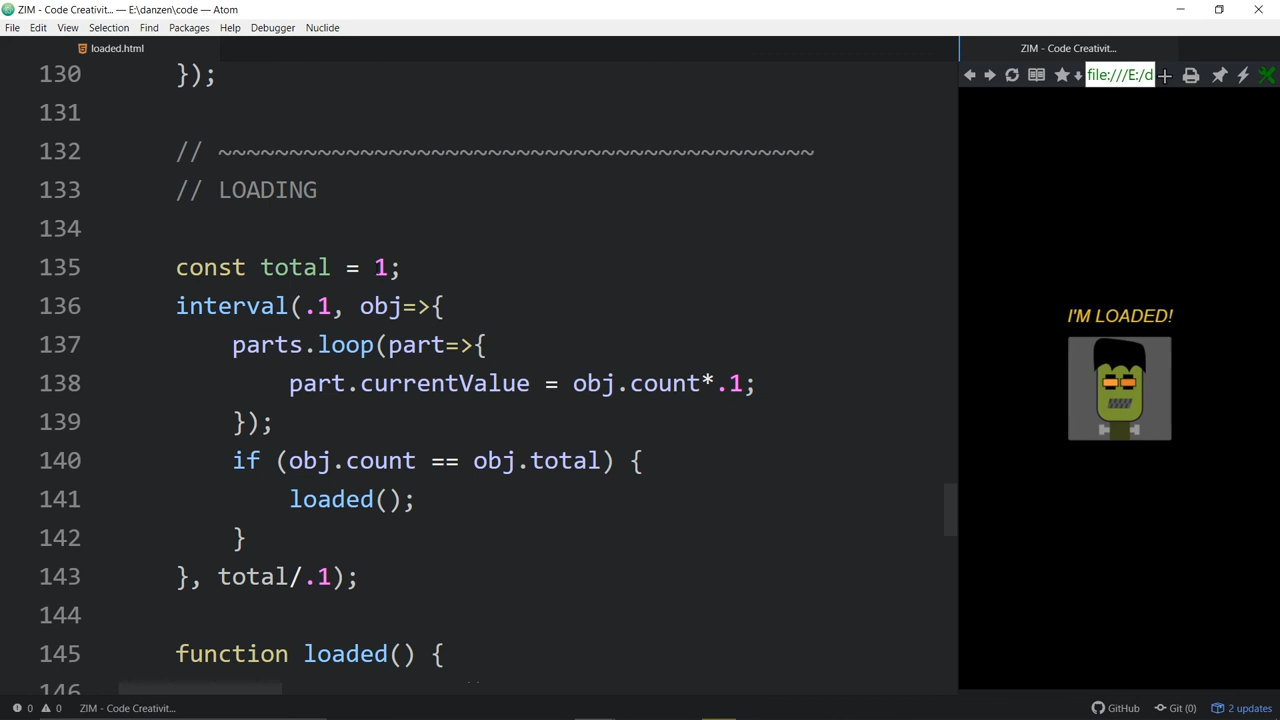 ZIM - Code Creativit... — E:\danzen\code — Atom
File Edit View Selection Find Packages Help Debugger Nuclide
loaded.html
ZIM - Code Creativit...
file:///E:/d
130 });
131
132 // ~~~~~~~~~~~~~~~~~~~~~~~~~~~~~~~~~~~~~~~~~~
133 // LOADING
134
135 const total = 1;
136 interval(.1, obj=>{
137 parts.loop(part=>{
138 part.currentValue = obj.count*.1;
139 });
140 if (obj.count == obj.total) {
141 loaded();
142 }
143 }, total/.1);
144
145 function loaded() {
146
I'M LOADED!
0 0 ZIM - Code Creativit...
GitHub Git (0) 2 updates